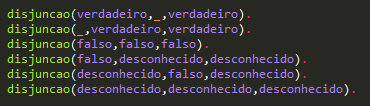 disjuncao(verdadeiro,_,verdadeiro).
disjuncao(_,verdadeiro,verdadeiro).
disjuncao(falso,falso,falso).
disjuncao(falso,desconhecido,desconhecido).
disjuncao(desconhecido,falso,desconhecido).
disjuncao(desconhecido,desconhecido,desconhecido).